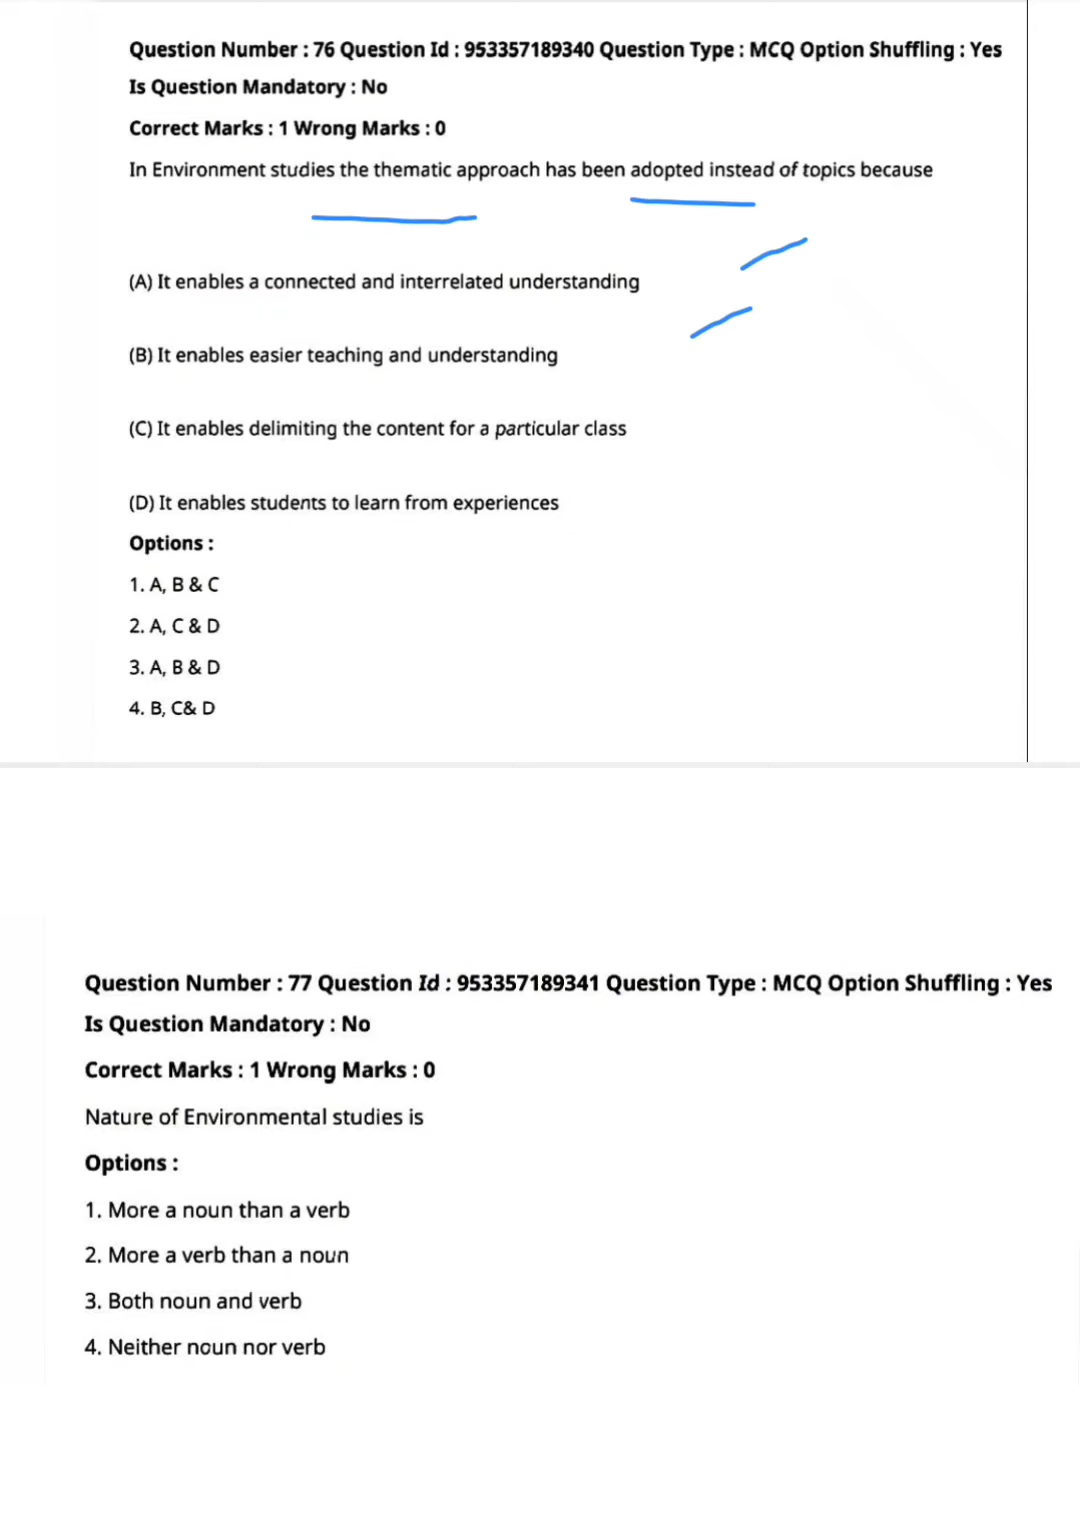 Question Number : 76 Question Id : 953357189340 Question Type : MCQ Option Shuffling : Yes
Is Question Mandatory : No
Correct Marks : 1 Wrong Marks : 0
In Environment studies the thematic approach has been adopted instead of topics because
(A) It enables a connected and interrelated understanding
(B) It enables easier teaching and understanding
(C) It enables delimiting the content for a particular class
(D) It enables students to learn from experiences
Options :
1. A, B & C
2. A, C & D
3. A, B & D
4. B, C& D
Question Number : 77 Question Id : 953357189341 Question Type : MCQ Option Shuffling : Yes
Is Question Mandatory : No
Correct Marks : 1 Wrong Marks : 0
Nature of Environmental studies is
Options :
1. More a noun than a verb
2. More a verb than a noun
3. Both noun and verb
4. Neither noun nor verb